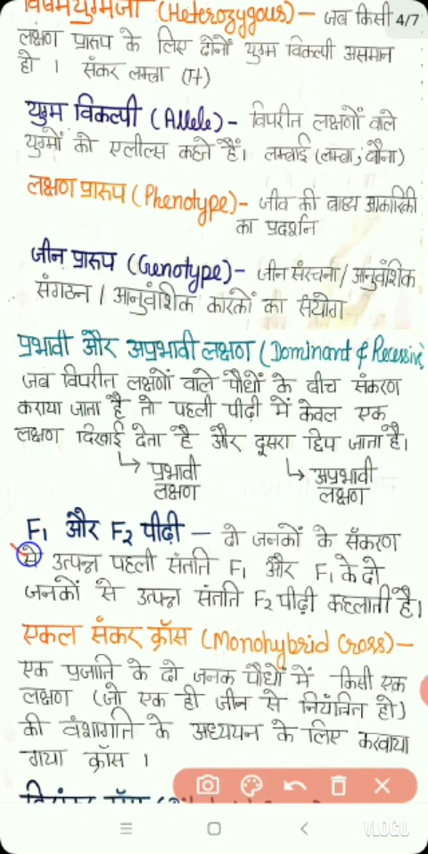 विषमयुग्मजी (Heterozygous) - जब किसी 4/7
लक्षण प्रारूप के लिए दोनों युग्म विकल्पी असमान
हो । संकर लम्बा (Tt)
युग्म विकल्पी (Allele) - विपरीत लक्षणों वाले
युग्मों को एलील्स कहते हैं। लम्बाई (लम्बा, बौना)
लक्षण प्रारूप (Phenotype) - जीव की बाह्य आकारिकी
का प्रदर्शन
जीन प्रारूप (Genotype) - जीन संरचना / आनुवंशिक
संगठन / आनुवंशिक कारकों का संयोग
प्रभावी और अप्रभावी लक्षण (Dominant & Recessive
जब विपरीत लक्षणों वाले पौधों के बीच संकरण
कराया जाता है तो पहली पीढ़ी में केवल एक
लक्षण दिखाई देता है और दूसरा छिप जाता है।
प्रभावी लक्षण
अप्रभावी लक्षण
F₁ और F₂ पीढ़ी - दो जनकों के संकरण
से उत्पन्न पहली संतति F₁ और F₁ के दो
जनकों से उत्पन्न संतति F₂ पीढ़ी कहलाती है।
एकल संकर क्रॉस (Monohybrid Cross) -
एक प्रजाति के दो जनक पौधों में किसी एक
लक्षण (जो एक ही जीन से नियंत्रित हो)
की वंशागति के अध्ययन के लिए करवाया
गया क्रॉस ।
VLOGU